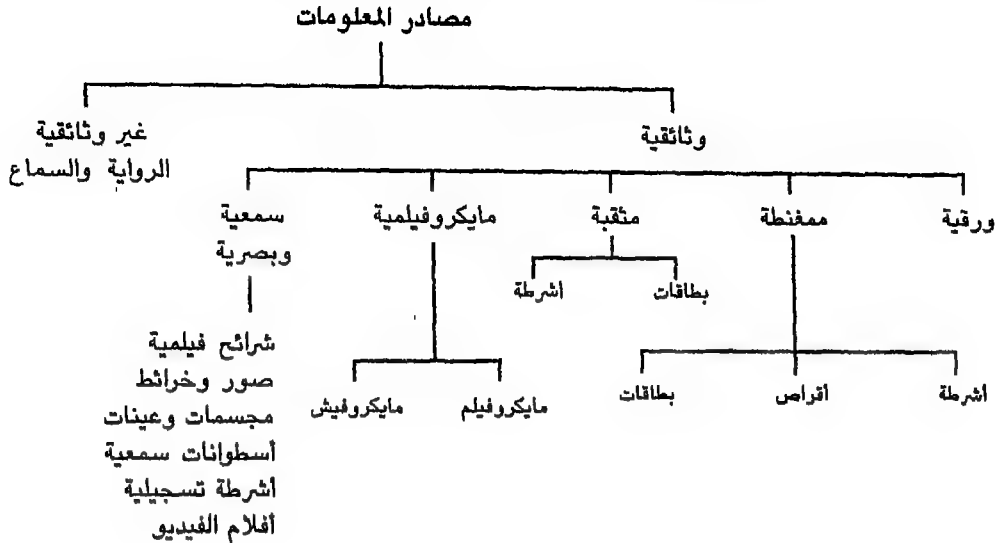 مصادر المعلومات
وثائقية
غير وثائقية
الرواية والسماع
ورقية
ممغنطة
مثقبة
مايكروفيلمية
سمعية
وبصرية
بطاقات
أشرطة
أشرطة
أقراص
بطاقات
مايكروفيلم
مايكروفيش
شرائح فيلمية
صور وخرائط
مجسمات وعينات
أسطوانات سمعية
أشرطة تسجيلية
أفلام الفيديو